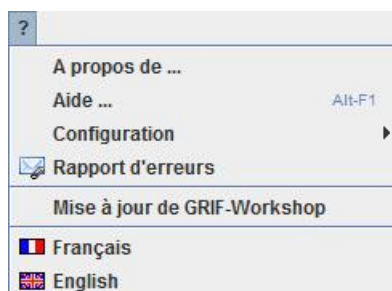 ?
A propos de ...
Aide ... Alt-F1
Configuration
Rapport d'erreurs
Mise à jour de GRIF-Workshop
Français
English